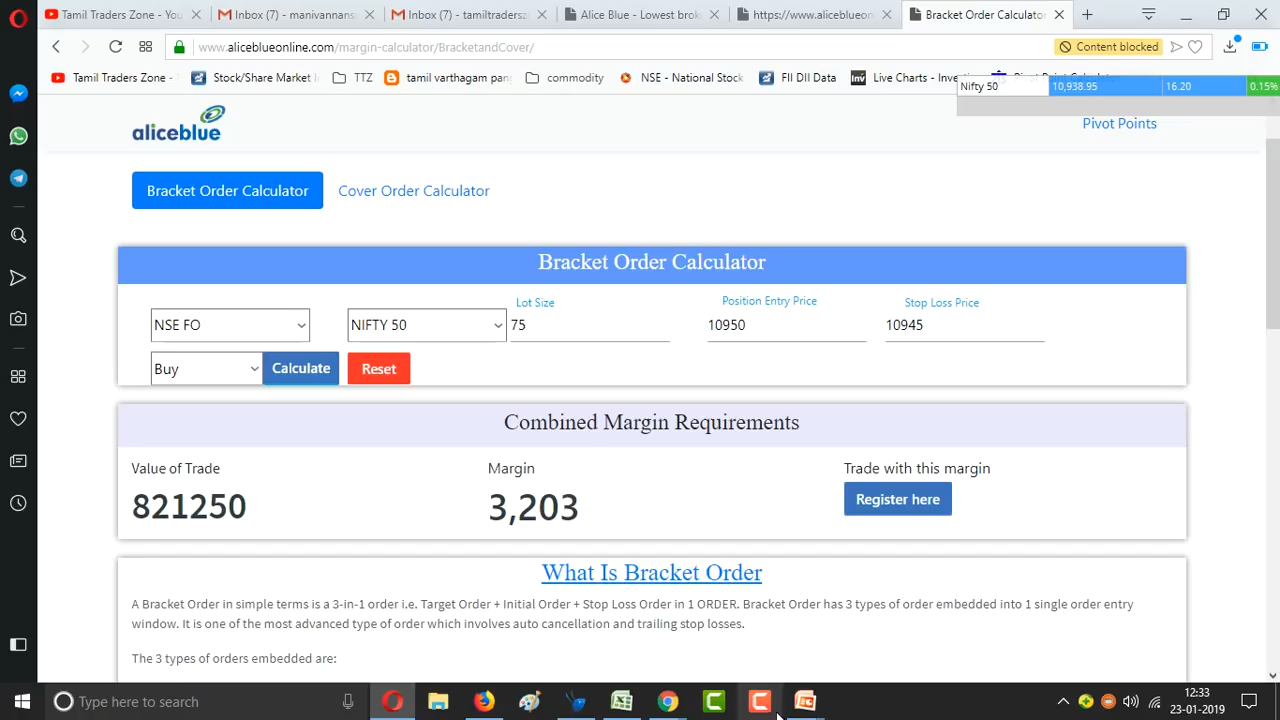 Tamil Traders Zone - You
Inbox (7) - manivannans
Inbox (7) - tamiltradersz
Alice Blue - Lowest brok
https://www.aliceblueon
Bracket Order Calculato
www.aliceblueonline.com/margin-calculator/BracketandCover/
Content blocked
Tamil Traders Zone -
Stock/Share Market
TTZ
tamil varthagam pan
commodity
NSE - National Stock
FII DII Data
Live Charts - Inve
Nifty 50
10,938.95
16.20
0.15%
aliceblue
Pivot Points
Bracket Order Calculator
Cover Order Calculator
Bracket Order Calculator
Lot Size
Position Entry Price
Stop Loss Price
NSE FO
NIFTY 50
75
10950
10945
Buy
Calculate
Reset
Combined Margin Requirements
Value of Trade
Margin
Trade with this margin
821250
3,203
Register here
What Is Bracket Order
A Bracket Order in simple terms is a 3-in-1 order i.e. Target Order + Initial Order + Stop Loss Order in 1 ORDER. Bracket Order has 3 types of order embedded into 1 single order entry
window. It is one of the most advanced type of order which involves auto cancellation and trailing stop losses.
The 3 types of orders embedded are:
Type here to search
12:33
23-01-2019